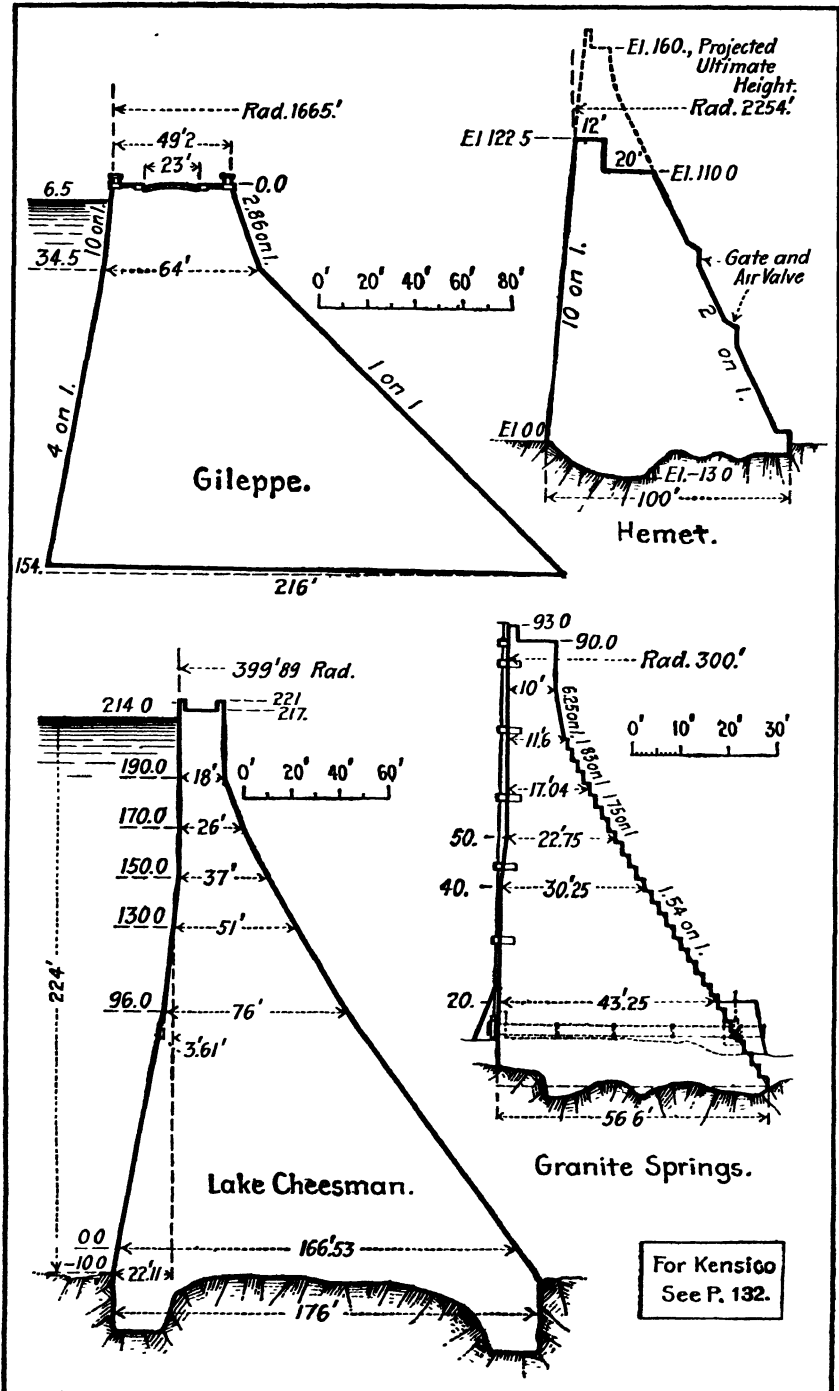 Rad. 1665.'
49'2
23'
6.5
0.0
10 on 1.
2.86 on 1.
34.5
64'
0' 20' 40' 60' 80'
4 on 1.
1 on 1
Gileppe.
154.
216'
El. 160., Projected
Ultimate
Height.
Rad. 2254.'
El 122 5
12'
20'
El. 110 0
10 on 1.
Gate and
Air Valve
2 on 1.
El 0 0
El. -13 0
100'
Hemet.
399'89 Rad.
214 0
221
217.
190.0
18'
0' 20' 40' 60'
170.0
26'
150.0
37'
130 0
51'
224'
96.0
76'
3'.61'
Lake Cheesman.
0 0
166'.53
-10 0
22'.11
176'
93 0
90.0
Rad. 300.'
10'
6.25 on 1.
11'.6
0' 10' 20' 30'
1 83 on 1
17'.04
1 75 on 1
50.
22'.75
40.
30'.25
1.54 on 1.
20.
43'.25
56 6'
Granite Springs.
For Kensico
See P. 132.